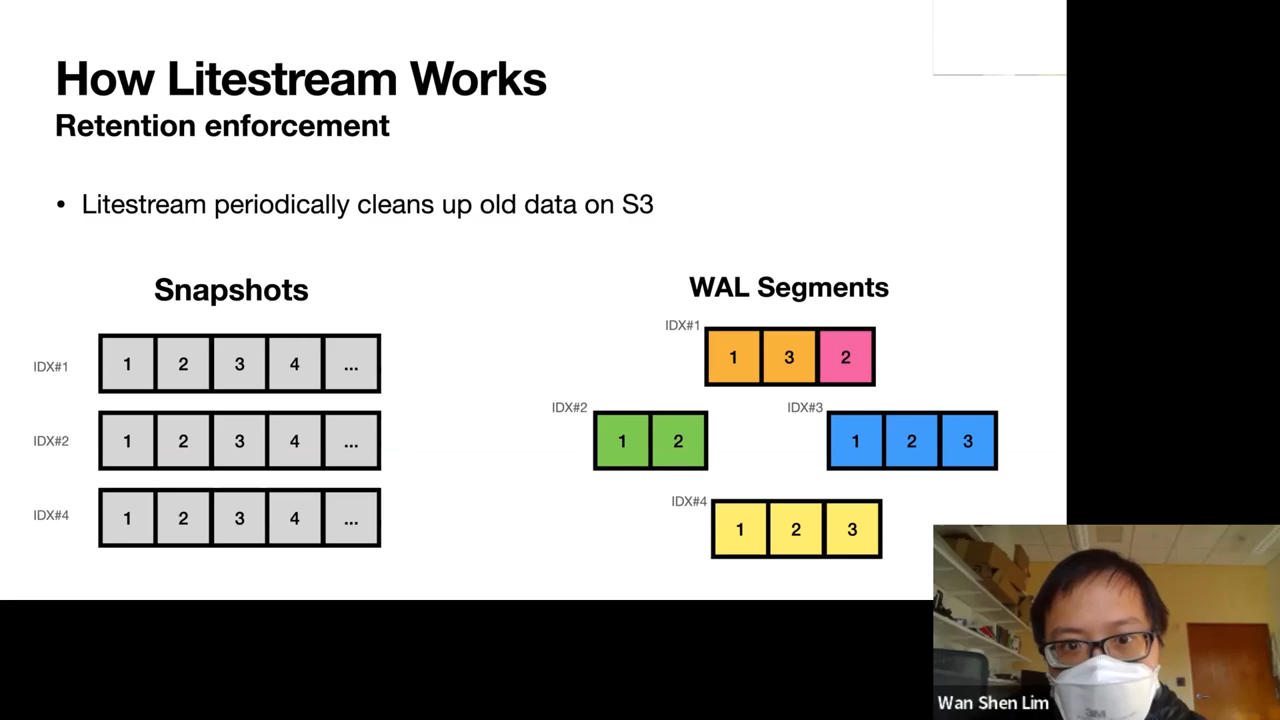 How Litestream Works
Retention enforcement
• Litestream periodically cleans up old data on S3
Snapshots
IDX#1
1 2 3 4 ...
IDX#2
1 2 3 4 ...
IDX#4
1 2 3 4 ...
WAL Segments
IDX#1
1 3 2
IDX#2
1 2
IDX#3
1 2 3
IDX#4
1 2 3
Wan Shen Lim
3M